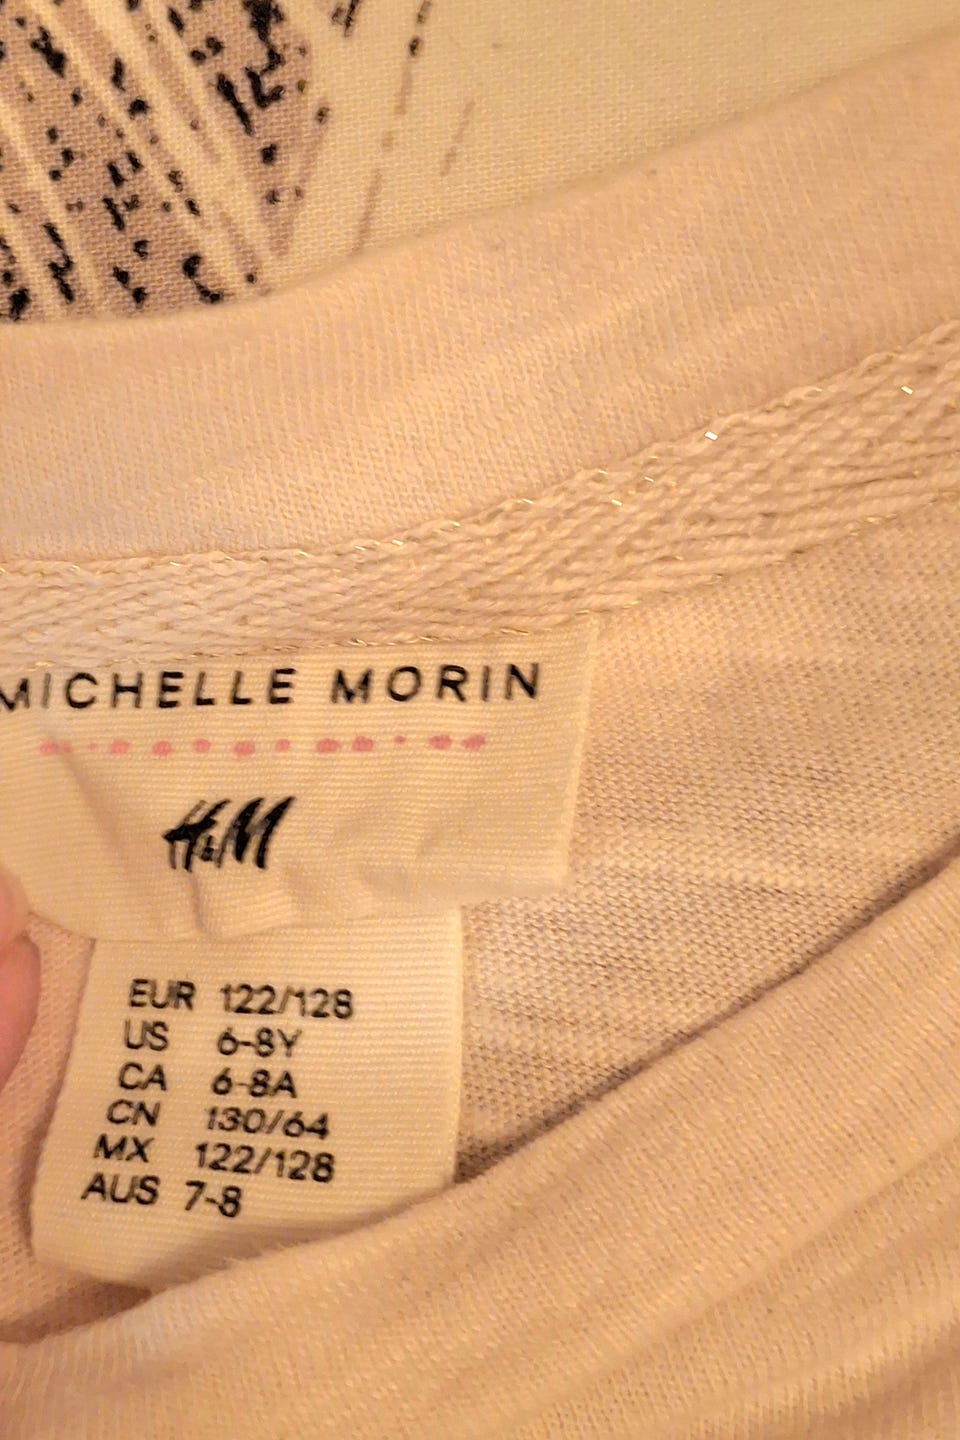 MICHELLE MORIN
H&M
EUR 122/128
US 6-8Y
CA 6-8A
CN 130/64
MX 122/128
AUS 7-8